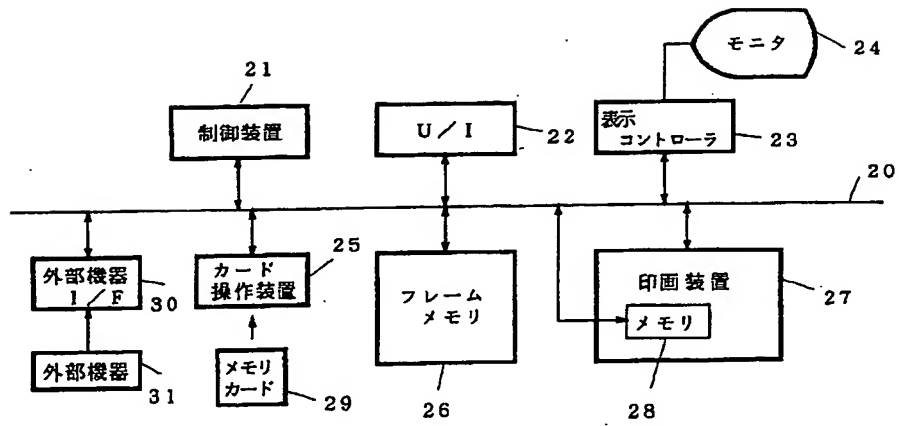 モニタ
24
21
制御装置
U/I
22
表示
コントローラ
23
20
外部機器
I/F
30
カード
操作装置
25
フレーム
メモリ
印画装置
メモリ
27
外部機器
31
メモリ
カード
29
26
28